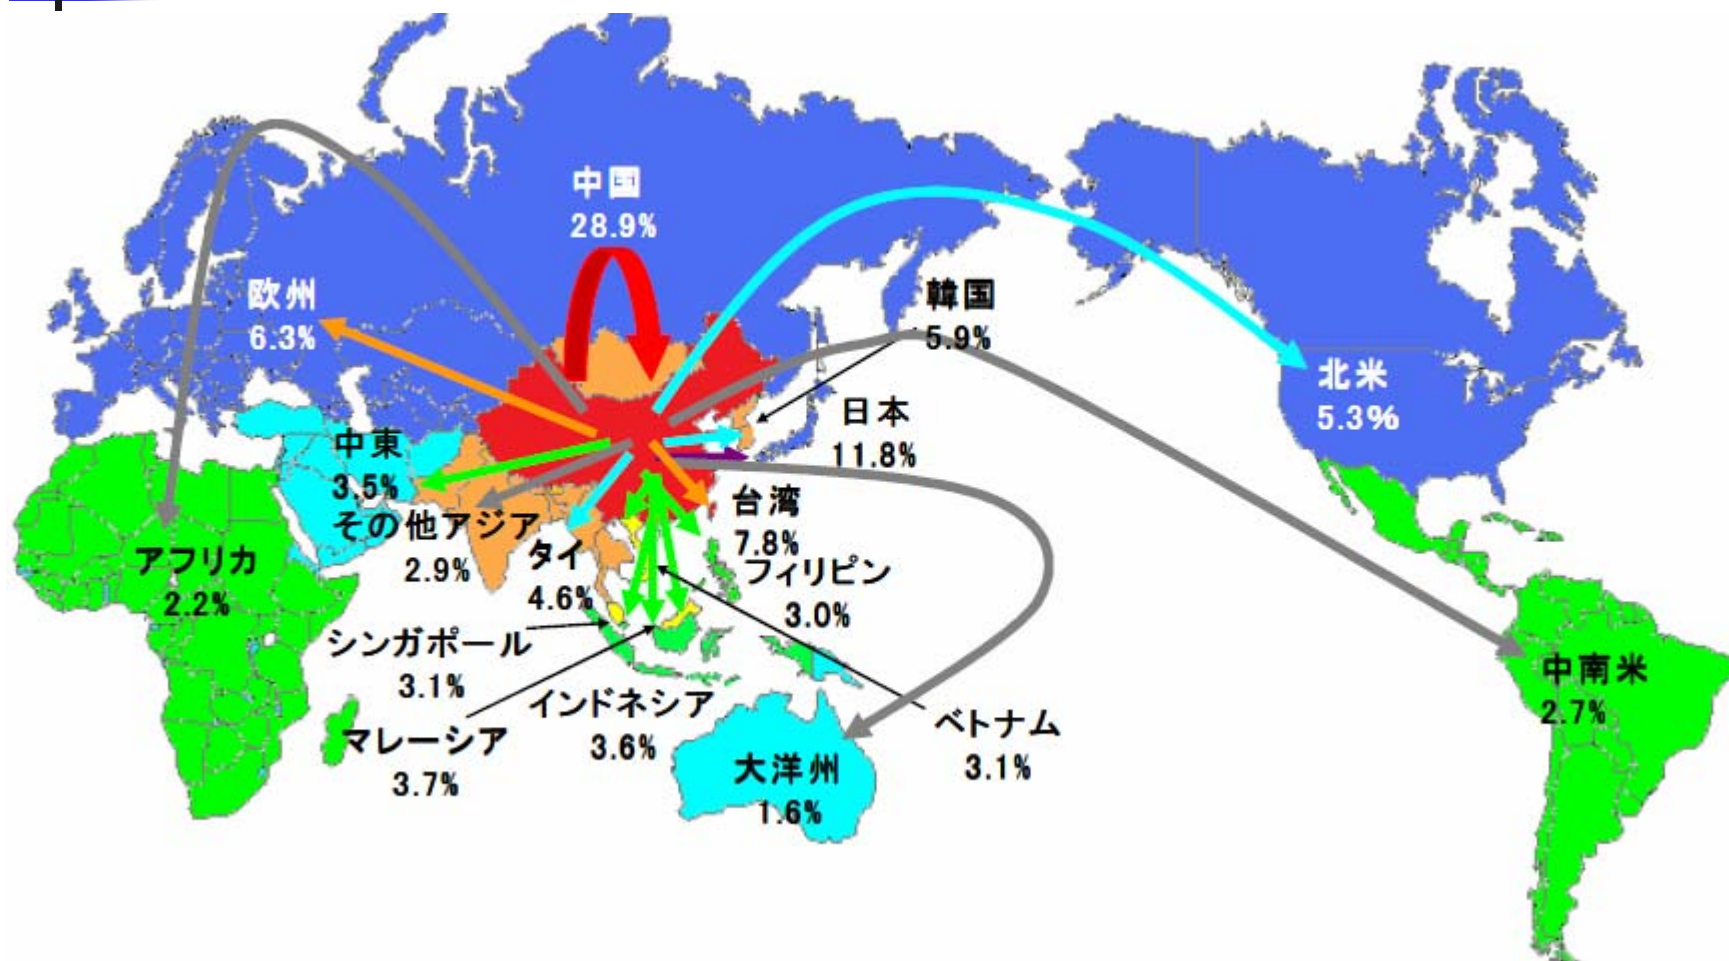 中国
28.9%
欧州
6.3%
韓国
5.9%
北米
5.3%
日本
11.8%
中東
3.5%
台湾
7.8%
その他アジア
2.9%
タイ
4.6%
アフリカ
2.2%
フィリピン
3.0%
シンガポール
3.1%
インドネシア
3.6%
マレーシア
3.7%
ベトナム
3.1%
大洋州
1.6%
中南米
2.7%